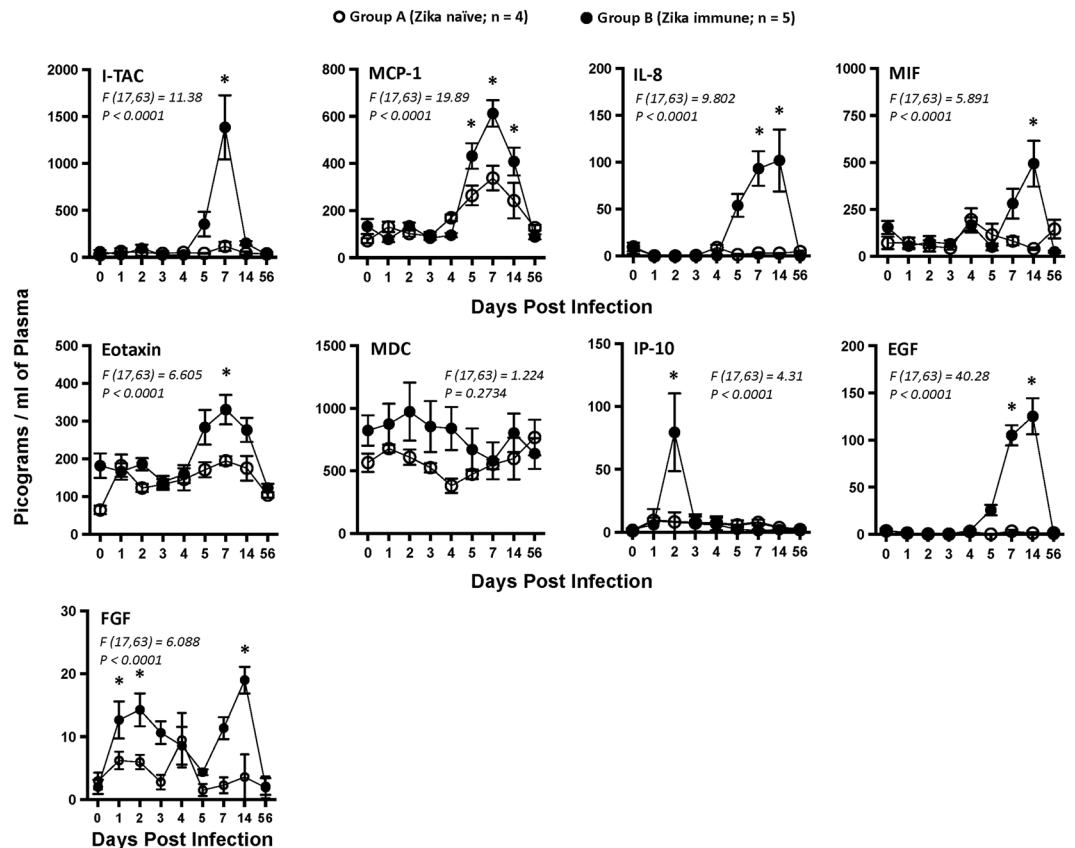 Group A (Zika naïve; n = 4)
Group B (Zika immune; n = 5)
Picograms / ml of Plasma
I-TAC
F (17,63) = 11.38
P < 0.0001
2000
1500
1000
500
0
0 1 2 3 4 5 7 14 56
*
MCP-1
F (17,63) = 19.89
P < 0.0001
800
600
400
200
0
0 1 2 3 4 5 7 14 56
* * *
IL-8
F (17,63) = 9.802
P < 0.0001
200
150
100
50
0
0 1 2 3 4 5 7 14 56
* *
MIF
F (17,63) = 5.891
P < 0.0001
1000
750
500
250
0
0 1 2 3 4 5 7 14 56
*
Days Post Infection
Eotaxin
F (17,63) = 6.605
P < 0.0001
500
400
300
200
100
0
0 1 2 3 4 5 7 14 56
*
MDC
F (17,63) = 1.224
P = 0.2734
1500
1000
500
0
0 1 2 3 4 5 7 14 56
IP-10
F (17,63) = 4.31
P < 0.0001
150
100
50
0
0 1 2 3 4 5 7 14 56
*
EGF
F (17,63) = 40.28
P < 0.0001
200
150
100
50
0
0 1 2 3 4 5 7 14 56
* *
Days Post Infection
FGF
F (17,63) = 6.088
P < 0.0001
30
20
10
0
0 1 2 3 4 5 7 14 56
* * *
Days Post Infection